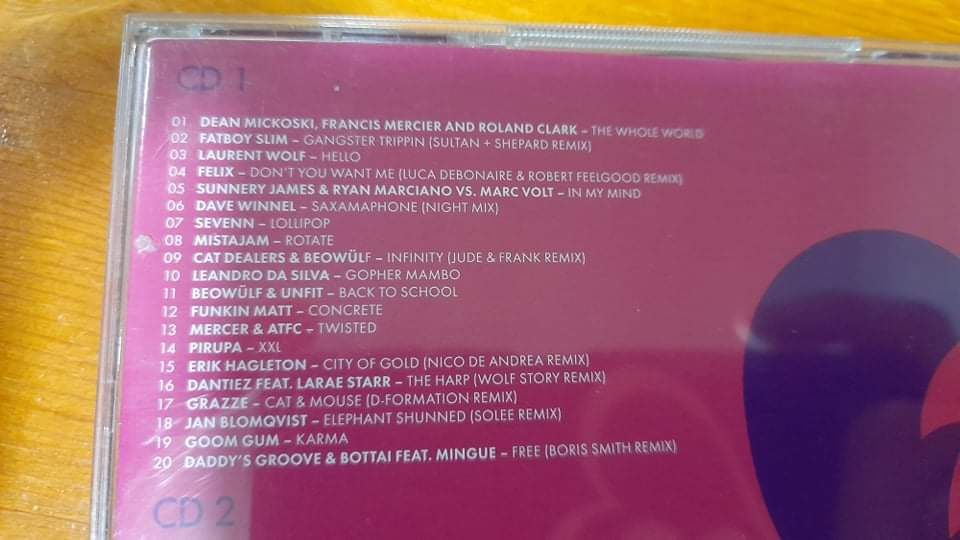 CD 1
01 DEAN MICKOSKI, FRANCIS MERCIER AND ROLAND CLARK – THE WHOLE WORLD
02 FATBOY SLIM – GANGSTER TRIPPIN (SULTAN + SHEPARD REMIX)
03 LAURENT WOLF – HELLO
04 FELIX – DON'T YOU WANT ME (LUCA DEBONAIRE & ROBERT FEELGOOD REMIX)
05 SUNNERY JAMES & RYAN MARCIANO VS. MARC VOLT – IN MY MIND
06 DAVE WINNEL – SAXAMAPHONE (NIGHT MIX)
07 SEVENN – LOLLIPOP
08 MISTAJAM – ROTATE
09 CAT DEALERS & BEOWÜLF – INFINITY (JUDE & FRANK REMIX)
10 LEANDRO DA SILVA – GOPHER MAMBO
11 BEOWÜLF & UNFIT – BACK TO SCHOOL
12 FUNKIN MATT – CONCRETE
13 MERCER & ATFC – TWISTED
14 PIRUPA – XXL
15 ERIK HAGLETON – CITY OF GOLD (NICO DE ANDREA REMIX)
16 DANTIEZ FEAT. LARAE STARR – THE HARP (WOLF STORY REMIX)
17 GRAZZE – CAT & MOUSE (D-FORMATION REMIX)
18 JAN BLOMQVIST – ELEPHANT SHUNNED (SOLEE REMIX)
19 GOOM GUM – KARMA
20 DADDY'S GROOVE & BOTTAI FEAT. MINGUE – FREE (BORIS SMITH REMIX)
CD 2